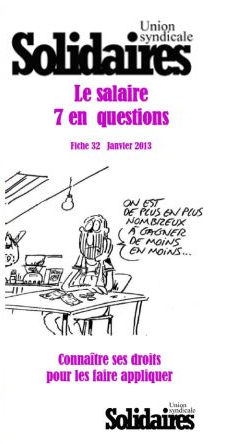 Union
syndicale
Solidaires
Le salaire
7 en questions
Fiche 32 Janvier 2013
ON EST
DE PLUS EN PLUS
NOMBREUX
À GAGNER
DE MOINS
EN MOINS...
Connaître ses droits
pour les faire appliquer
Union
syndicale
Solidaires